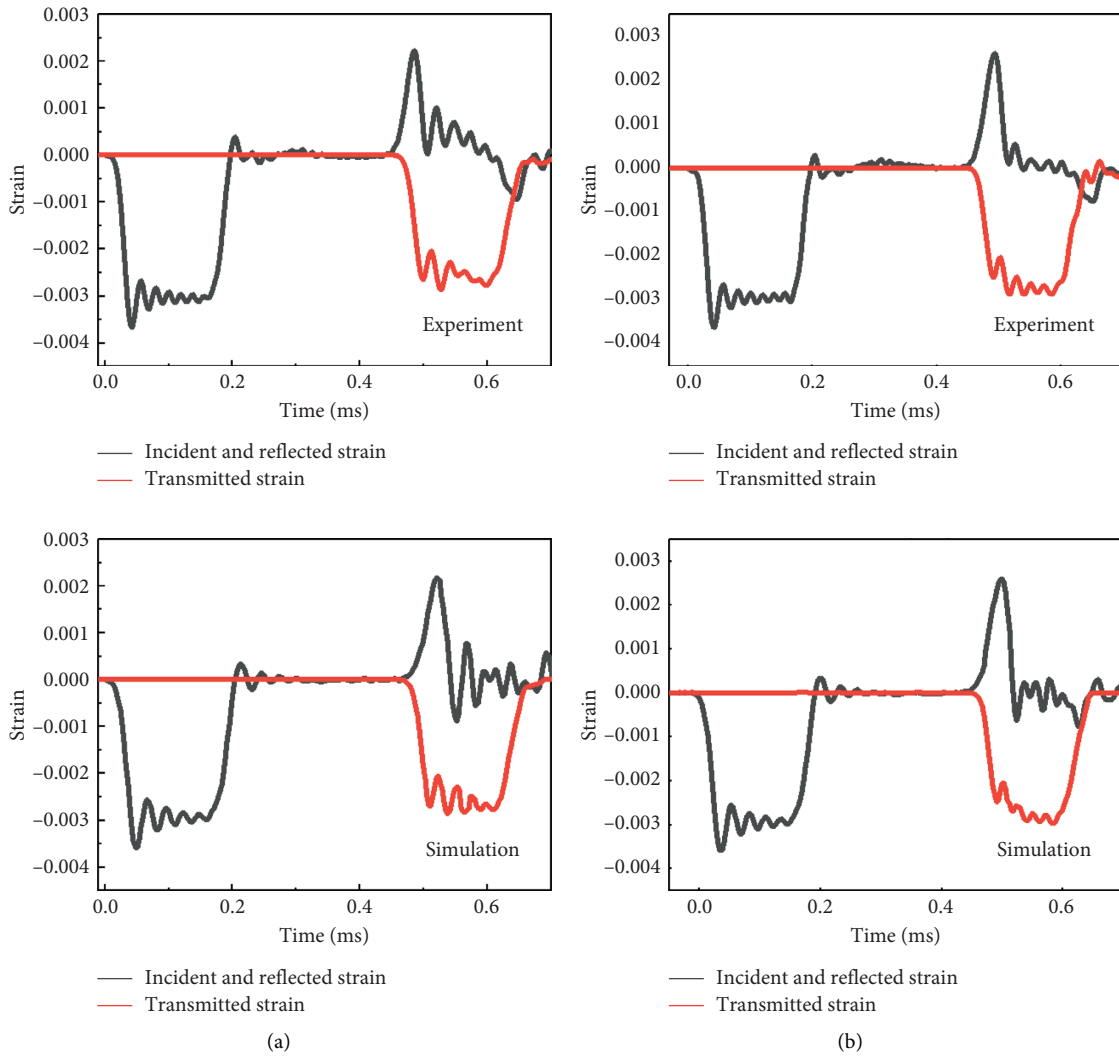 0.003
0.002
0.001
0.000
–0.001
–0.002
–0.003
–0.004
Strain
Experiment
0.0 0.2 0.4 0.6
Time (ms)
Incident and reflected strain
Transmitted strain
0.003
0.002
0.001
0.000
–0.001
–0.002
–0.003
–0.004
Strain
Experiment
0.0 0.2 0.4 0.6
Time (ms)
Incident and reflected strain
Transmitted strain
0.003
0.002
0.001
0.000
–0.001
–0.002
–0.003
–0.004
Strain
Simulation
0.0 0.2 0.4 0.6
Time (ms)
Incident and reflected strain
Transmitted strain
(a)
0.003
0.002
0.001
0.000
–0.001
–0.002
–0.003
–0.004
Strain
Simulation
0.0 0.2 0.4 0.6
Time (ms)
Incident and reflected strain
Transmitted strain
(b)